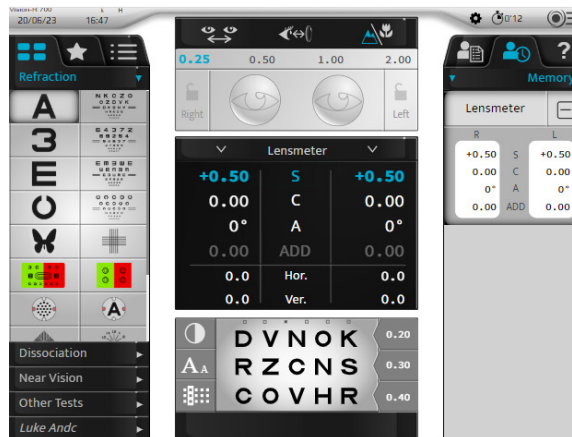 Vision-R 700
20/06/23 16:47
0'12
Refraction
A
3
E
Dissociation
Near Vision
Other Tests
Luke Andc
0.25 0.50 1.00 2.00
Right Left
Lensmeter
+0.50 S +0.50
0.00 C 0.00
0° A 0°
0.00 ADD 0.00
0.0 Hor. 0.0
0.0 Ver. 0.0
D V N O K 0.20
A A R Z C N S 0.30
C O V H R 0.40
?
Memory
Lensmeter
R L
+0.50 S +0.50
0.00 C 0.00
0° A 0°
0.00 ADD 0.00